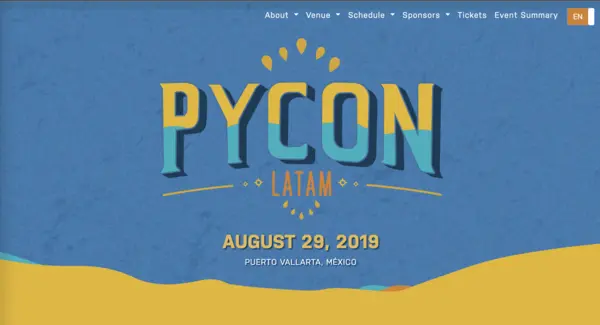 About Venue Schedule Sponsors Tickets Event Summary EN
PYCON
LATAM
AUGUST 29, 2019
PUERTO VALLARTA, MÉXICO